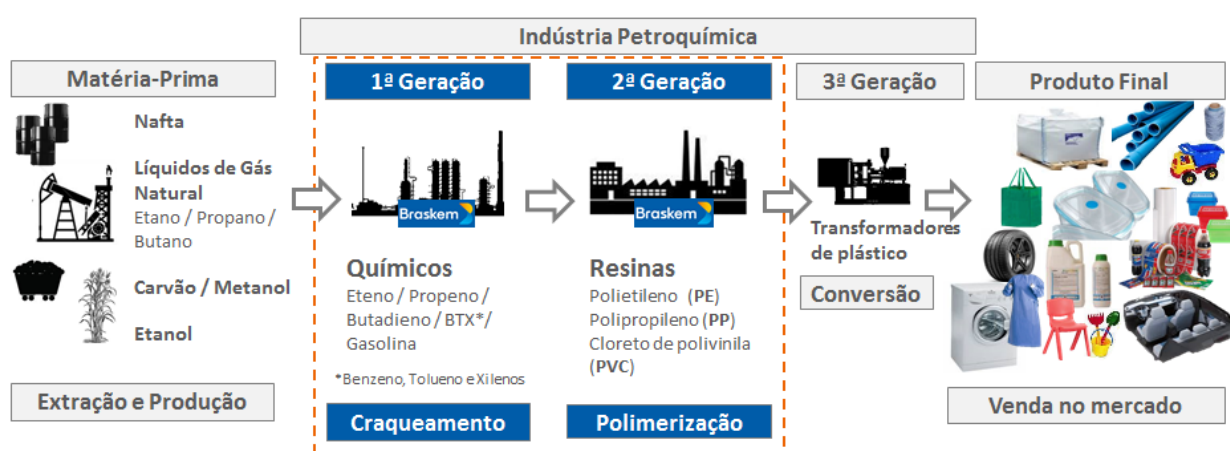 Indústria Petroquímica
Matéria-Prima
Nafta
Líquidos de Gás
Natural
Etano / Propano /
Butano
Carvão / Metanol
Etanol
Extração e Produção
1ª Geração
Braskem
Químicos
Eteno / Propeno /
Butadieno / BTX*/
Gasolina
*Benzeno, Tolueno e Xilenos
Craqueamento
2ª Geração
Braskem
Resinas
Polietileno (PE)
Polipropileno (PP)
Cloreto de polivinila
(PVC)
Polimerização
3ª Geração
Transformadores
de plástico
Conversão
Produto Final
Venda no mercado